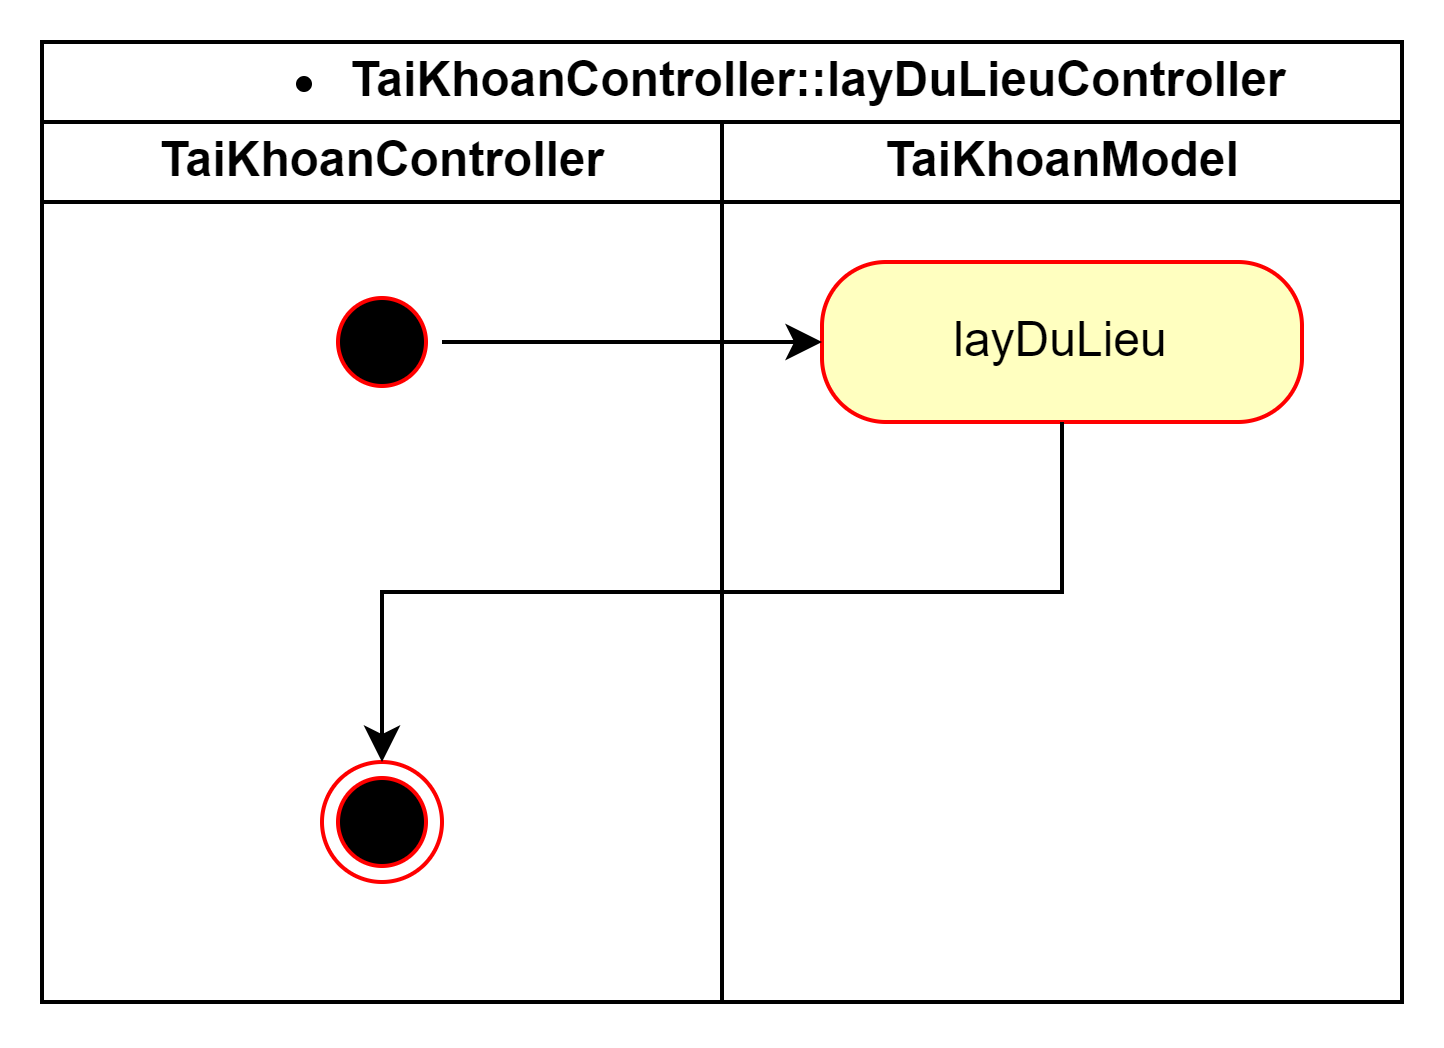 • TaiKhoanController::layDuLieuController
TaiKhoanController
TaiKhoanModel
layDuLieu